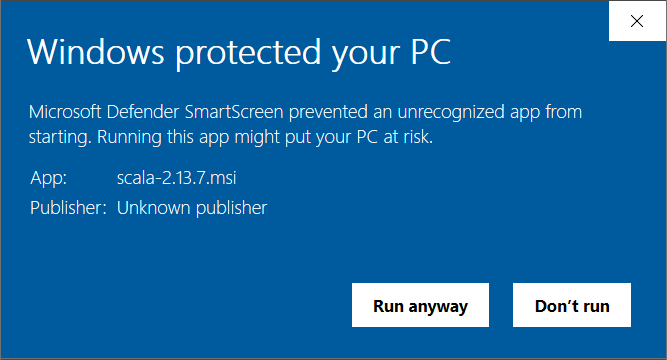 Windows protected your PC
Microsoft Defender SmartScreen prevented an unrecognized app from
starting. Running this app might put your PC at risk.
App: scala-2.13.7.msi
Publisher: Unknown publisher
Run anyway Don’t run